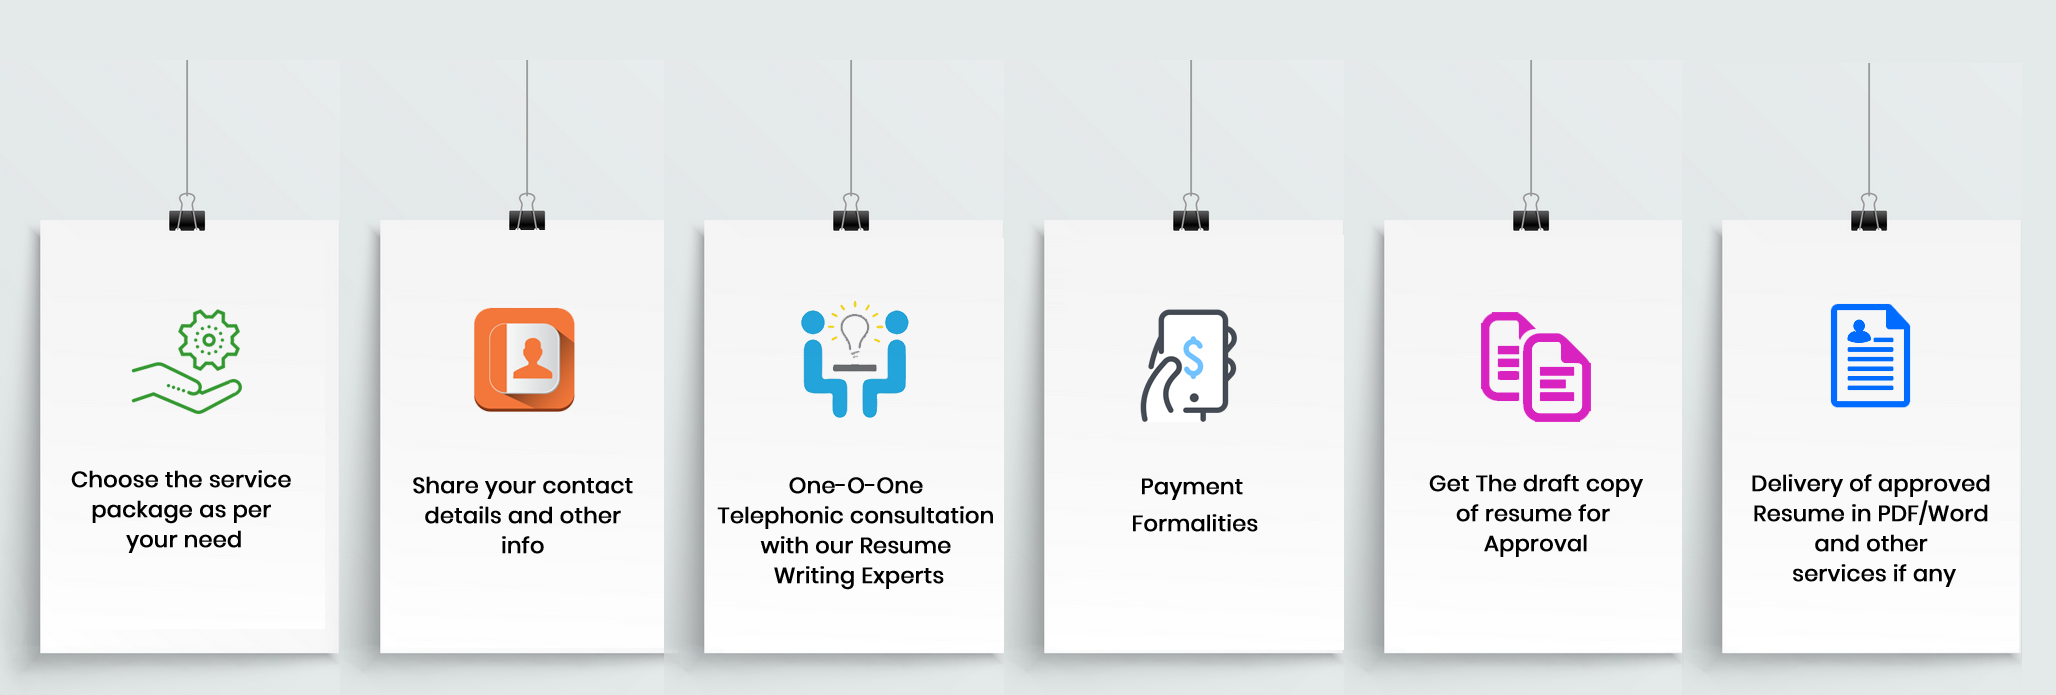 Choose the service
package as per
your need
Share your contact
details and other
info
One-O-One
Telephonic consultation
with our Resume
Writing Experts
Payment
Formalities
Get The draft copy
of resume for
Approval
Delivery of approved
Resume in PDF/Word
and other
services if any